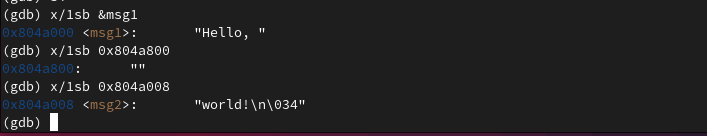 (gdb) x/1sb &msg1
0x804a000 <msg1>:       "Hello, "
(gdb) x/1sb 0x804a800
0x804a800:      ""
(gdb) x/1sb 0x804a008
0x804a008 <msg2>:       "world!\n\034"
(gdb)